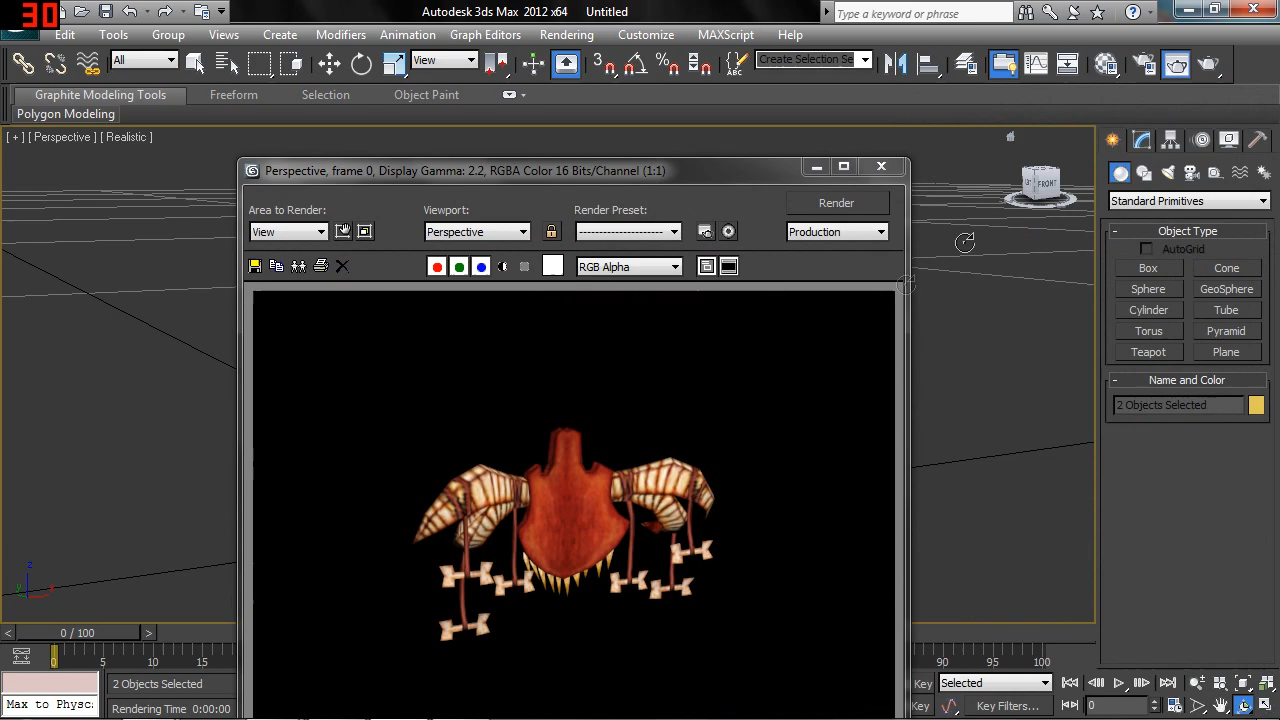 30
Autodesk 3ds Max 2012 x64 Untitled
Type a keyword or phrase
Edit Tools Group Views Create Modifiers Animation Graph Editors Rendering Customize MAXScript Help
All
View
3
Create Selection Se
Graphite Modeling Tools Freeform Selection Object Paint
Polygon Modeling
[ + ] [ Perspective ] [ Realistic ]
FRONT
Perspective, frame 0, Display Gamma: 2.2, RGBA Color 16 Bits/Channel (1:1)
Area to Render: Viewport: Render Preset: Render
View Perspective ---------------------- Production
RGB Alpha
Standard Primitives
- Object Type
AutoGrid
Box Cone
Sphere GeoSphere
Cylinder Tube
Torus Pyramid
Teapot Plane
- Name and Color
2 Objects Selected
z
y x
< 0 / 100 >
0 5 10 15 90 95 100
2 Objects Selected
Key Selected
Max to Physcs
Rendering Time 0:00:00
Key Key Filters... 0